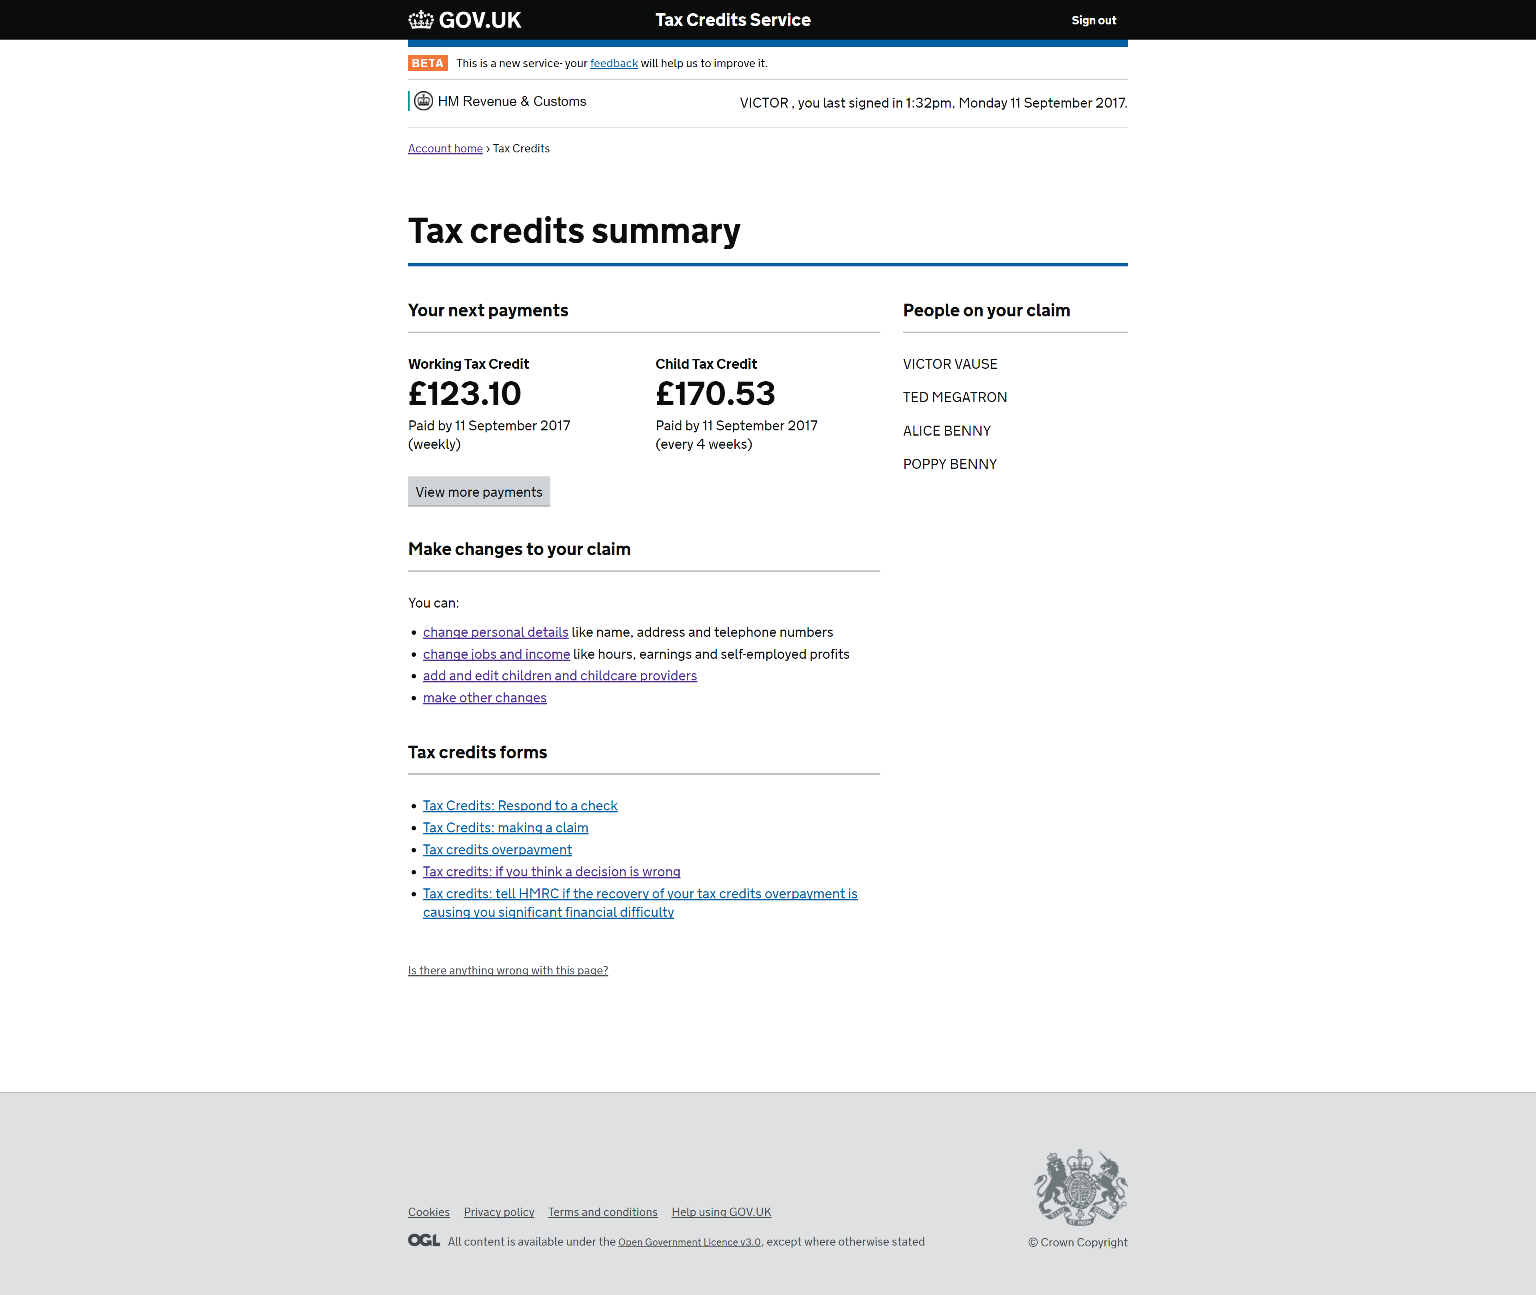 GOV.UK
Tax Credits Service
Sign out
BETA This is a new service- your feedback will help us to improve it.
HM Revenue & Customs
VICTOR , you last signed in 1:32pm, Monday 11 September 2017.
Account home › Tax Credits
Tax credits summary
Your next payments
Working Tax Credit
£123.10
Paid by 11 September 2017
(weekly)
Child Tax Credit
£170.53
Paid by 11 September 2017
(every 4 weeks)
View more payments
People on your claim
VICTOR VAUSE
TED MEGATRON
ALICE BENNY
POPPY BENNY
Make changes to your claim
You can:
• change personal details like name, address and telephone numbers
• change jobs and income like hours, earnings and self-employed profits
• add and edit children and childcare providers
• make other changes
Tax credits forms
• Tax Credits: Respond to a check
• Tax Credits: making a claim
• Tax credits overpayment
• Tax credits: if you think a decision is wrong
• Tax credits: tell HMRC if the recovery of your tax credits overpayment is
causing you significant financial difficulty
Is there anything wrong with this page?
Cookies Privacy policy Terms and conditions Help using GOV.UK
OGL All content is available under the Open Government Licence v3.0, except where otherwise stated
© Crown Copyright